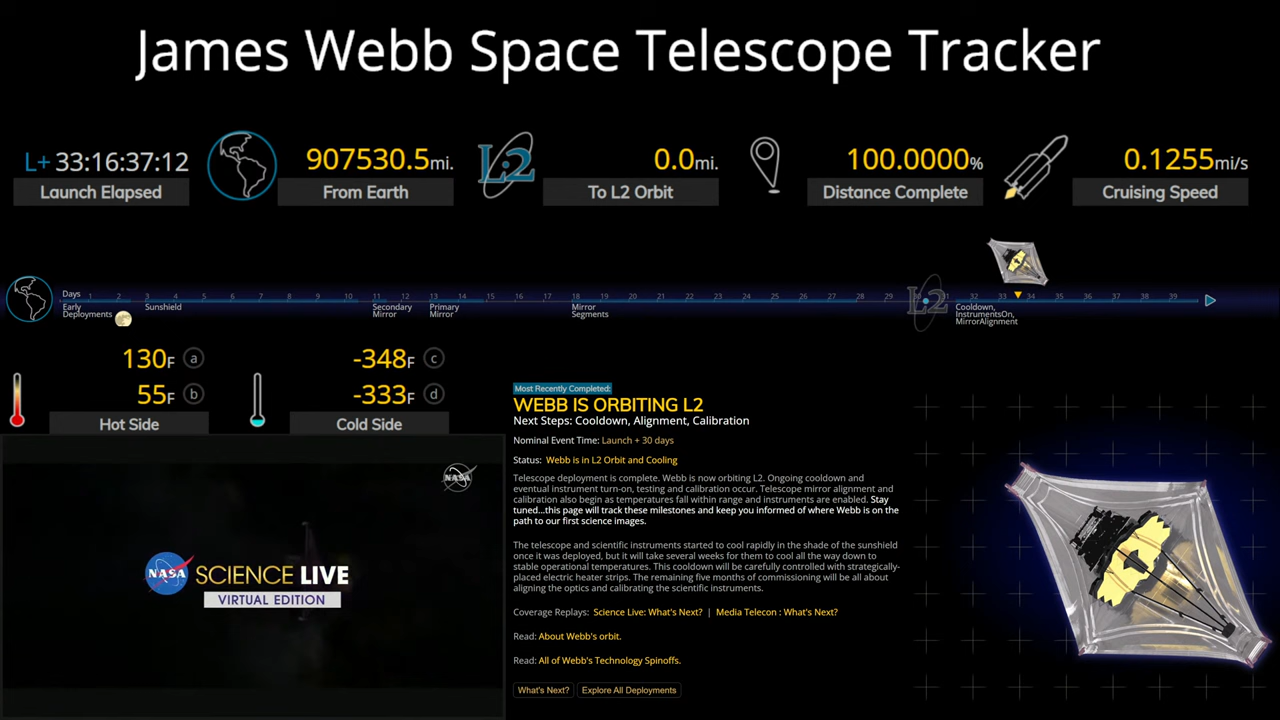 James Webb Space Telescope Tracker
L+ 33:16:37:12
Launch Elapsed
907530.5mi.
From Earth
L2
0.0mi.
To L2 Orbit
100.0000%
Distance Complete
0.1255mi/s
Cruising Speed
Days 1 2 3 4 5 6 7 8 9 10 11 12 13 14 15 16 17 18 19 20 21 22 23 24 25 26 27 28 29 30 31 32 33 34 35 36 37 38 39
Early
Deployments
Sunshield
Secondary
Mirror
Primary
Mirror
Mirror
Segments
L2
Cooldown,
InstrumentsOn,
MirrorAlignment
130F a
55F b
Hot Side
-348F c
-333F d
Cold Side
NASA
NASA SCIENCE LIVE
VIRTUAL EDITION
Most Recently Completed:
WEBB IS ORBITING L2
Next Steps: Cooldown, Alignment, Calibration
Nominal Event Time: Launch + 30 days
Status: Webb is in L2 Orbit and Cooling
Telescope deployment is complete. Webb is now orbiting L2. Ongoing cooldown and
eventual instrument turn-on, testing and calibration occur. Telescope mirror alignment and
calibration also begin as temperatures fall within range and instruments are enabled. Stay
tuned...this page will track these milestones and keep you informed of where Webb is on the
path to our first science images.
The telescope and scientific instruments started to cool rapidly in the shade of the sunshield
once it was deployed, but it will take several weeks for them to cool all the way down to
stable operational temperatures. This cooldown will be carefully controlled with strategically-
placed electric heater strips. The remaining five months of commissioning will be all about
aligning the optics and calibrating the scientific instruments.
Coverage Replays: Science Live: What's Next? | Media Telecon : What's Next?
Read: About Webb's orbit.
Read: All of Webb's Technology Spinoffs.
What's Next? Explore All Deployments